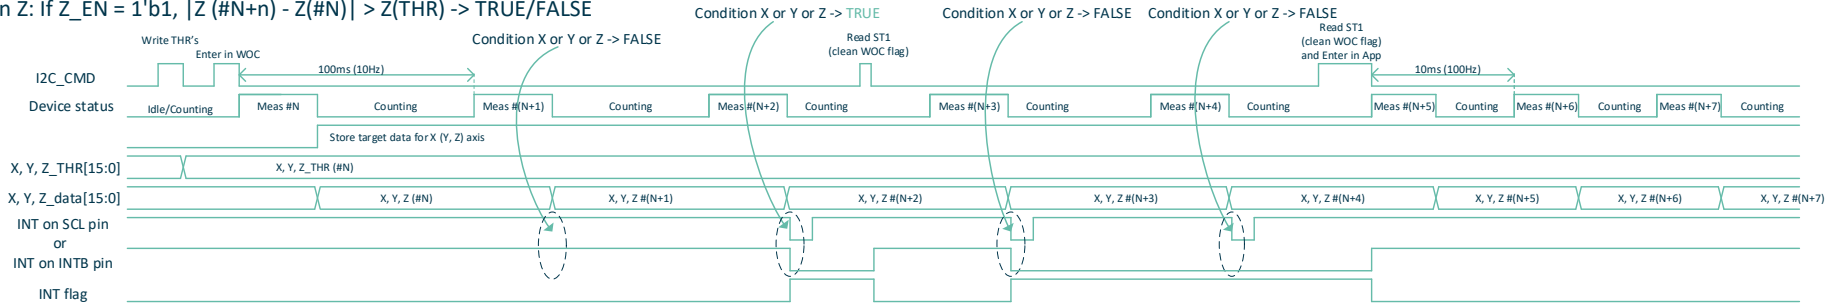 n Z: If Z_EN = 1'b1, |Z (#N+n) - Z(#N)| > Z(THR) -> TRUE/FALSE
Condition X or Y or Z -> TRUE
Condition X or Y or Z -> FALSE
Condition X or Y or Z -> FALSE
Condition X or Y or Z -> FALSE
Write THR's
Enter in WOC
Read ST1
(clean WOC flag)
Read ST1
(clean WOC flag)
and Enter in App
I2C_CMD
100ms (10Hz)
10ms (100Hz)
Device status
Idle/Counting
Meas #N
Counting
Meas #(N+1)
Counting
Meas #(N+2)
Counting
Meas #(N+3)
Counting
Meas #(N+4)
Counting
Meas #(N+5)
Counting
Meas #(N+6)
Counting
Meas #(N+7)
Counting
Store target data for X (Y, Z) axis
X, Y, Z_THR[15:0]
X, Y, Z_THR (#N)
X, Y, Z_data[15:0]
X, Y, Z (#N)
X, Y, Z #(N+1)
X, Y, Z #(N+2)
X, Y, Z #(N+3)
X, Y, Z #(N+4)
X, Y, Z #(N+5)
X, Y, Z #(N+6)
X, Y, Z #(N+7)
INT on SCL pin
or
INT on INTB pin
INT flag